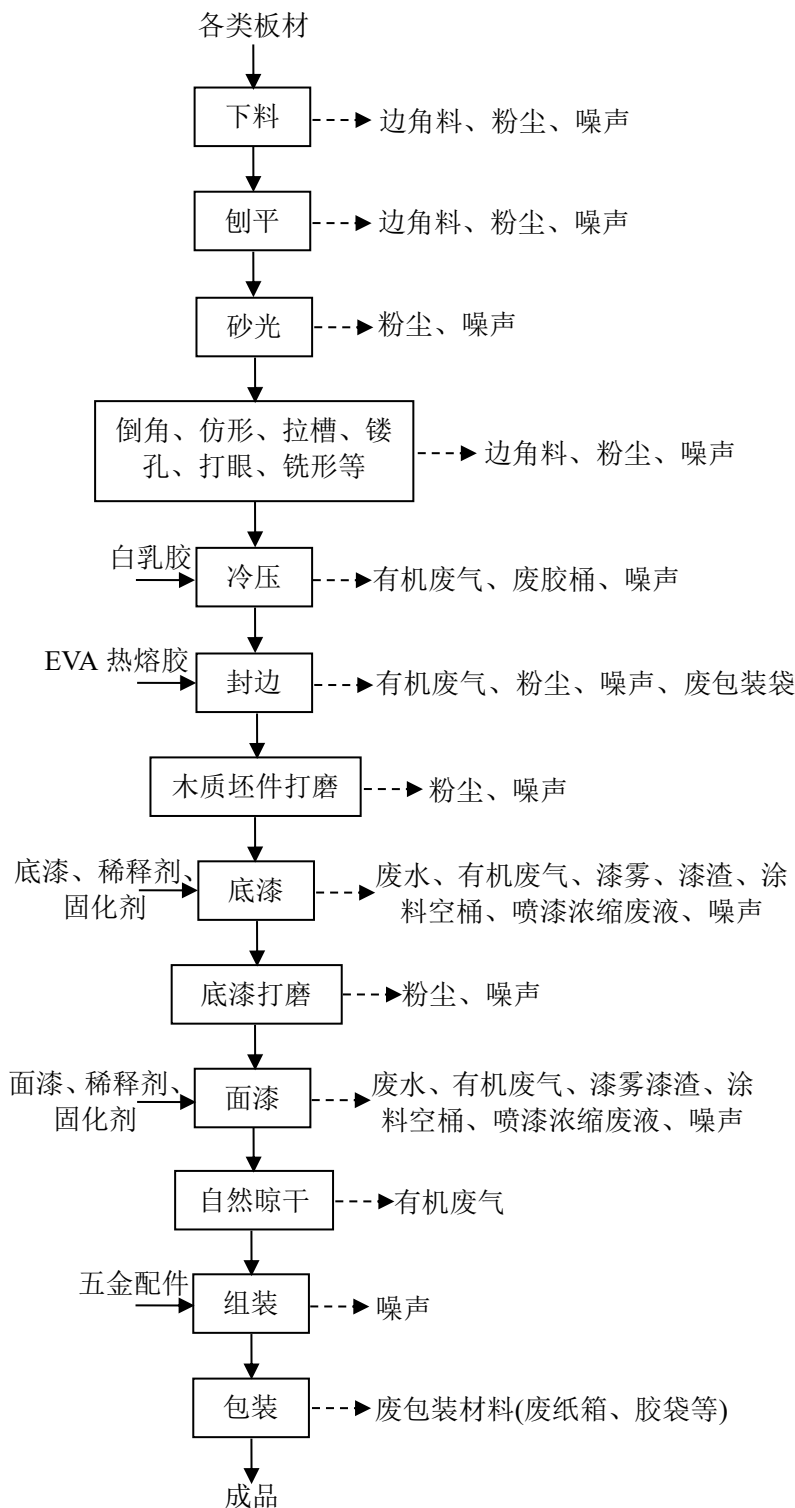 各类板材
下料
边角料、粉尘、噪声
刨平
边角料、粉尘、噪声
砂光
粉尘、噪声
倒角、仿形、拉槽、镂
孔、打眼、铣形等
边角料、粉尘、噪声
白乳胶
冷压
有机废气、废胶桶、噪声
EVA 热熔胶
封边
有机废气、粉尘、噪声、废包装袋
木质坯件打磨
粉尘、噪声
底漆、稀释剂、
固化剂
底漆
废水、有机废气、漆雾、漆渣、涂
料空桶、喷漆浓缩废液、噪声
底漆打磨
粉尘、噪声
面漆、稀释剂、
固化剂
面漆
废水、有机废气、漆雾漆渣、涂
料空桶、喷漆浓缩废液、噪声
自然晾干
有机废气
五金配件
组装
噪声
包装
废包装材料(废纸箱、胶袋等)
成品